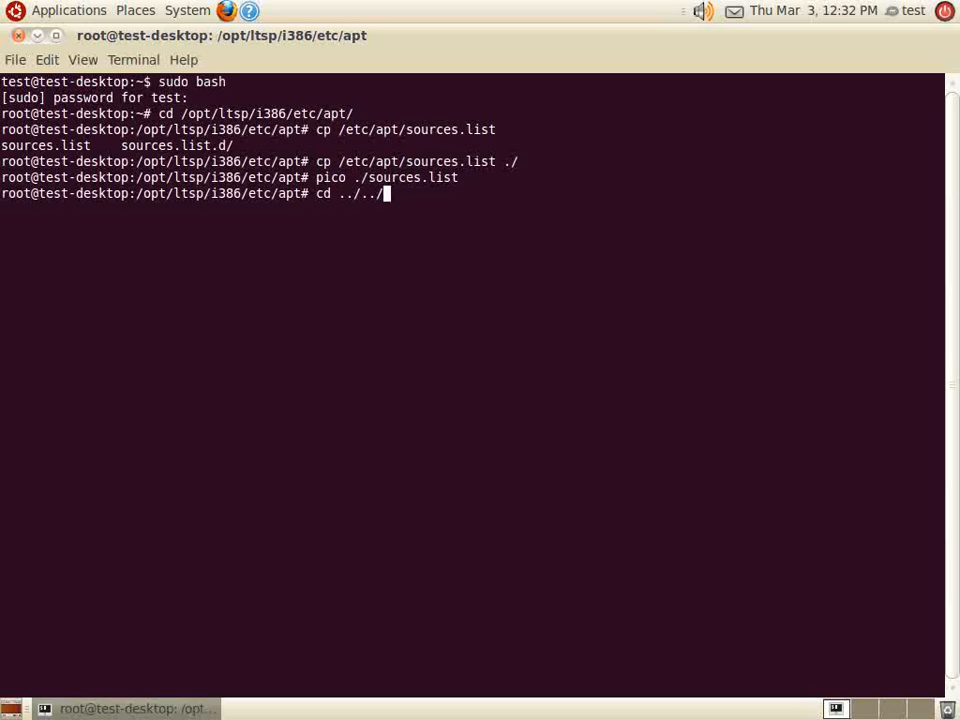 Applications Places System Thu Mar 3, 12:32 PM test
root@test-desktop: /opt/ltsp/i386/etc/apt
File Edit View Terminal Help
test@test-desktop:~$ sudo bash
[sudo] password for test:
root@test-desktop:~# cd /opt/ltsp/i386/etc/apt/
root@test-desktop:/opt/ltsp/i386/etc/apt# cp /etc/apt/sources.list
sources.list    sources.list.d/
root@test-desktop:/opt/ltsp/i386/etc/apt# cp /etc/apt/sources.list ./
root@test-desktop:/opt/ltsp/i386/etc/apt# pico ./sources.list
root@test-desktop:/opt/ltsp/i386/etc/apt# cd ../../
root@test-desktop: /opt...